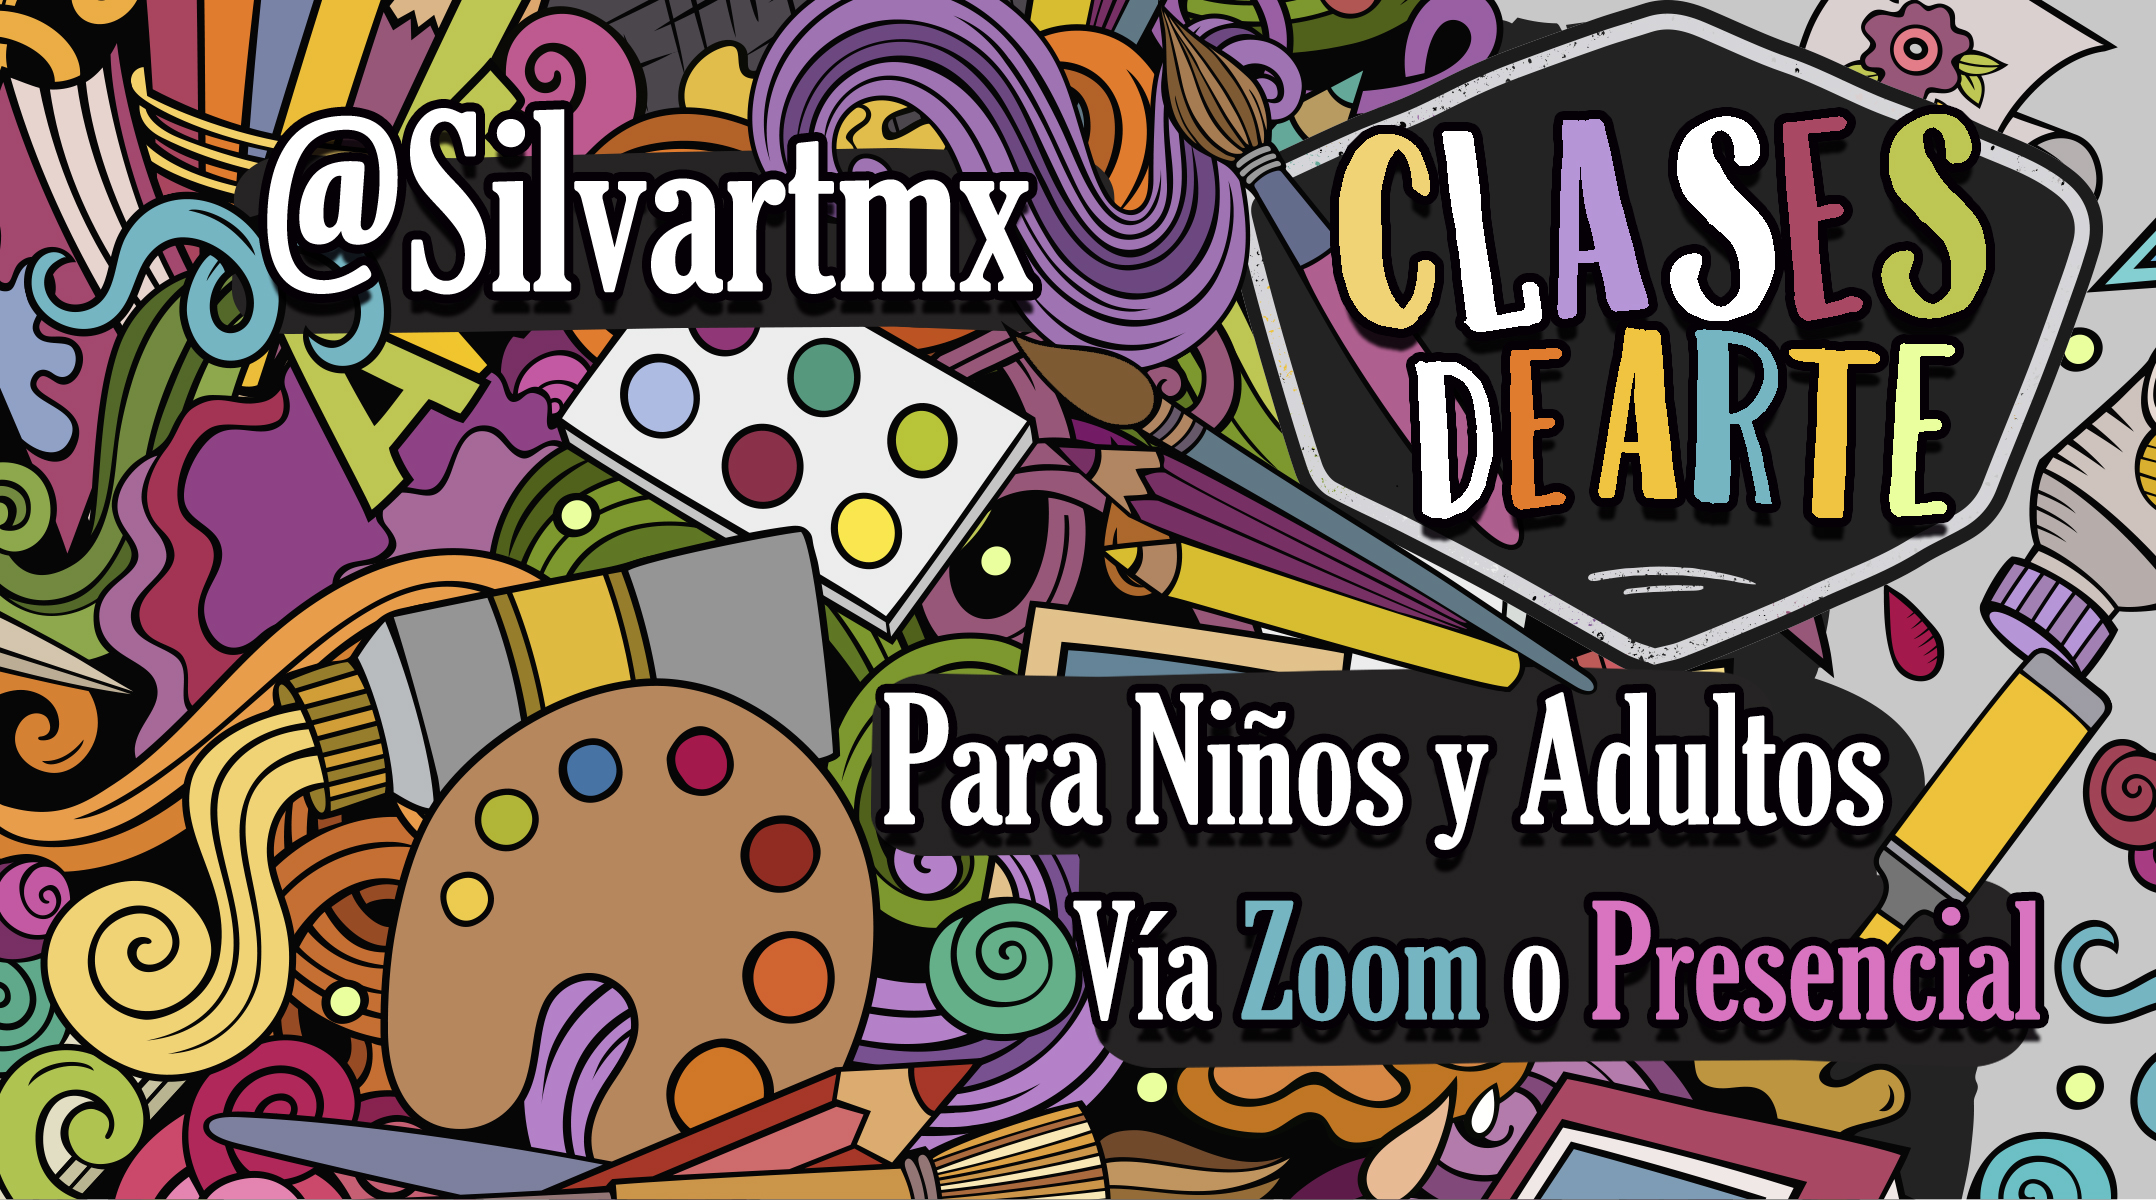 @Silvartmx
CLASES
DE ARTE
Para Niños y Adultos
Vía Zoom o Presencial